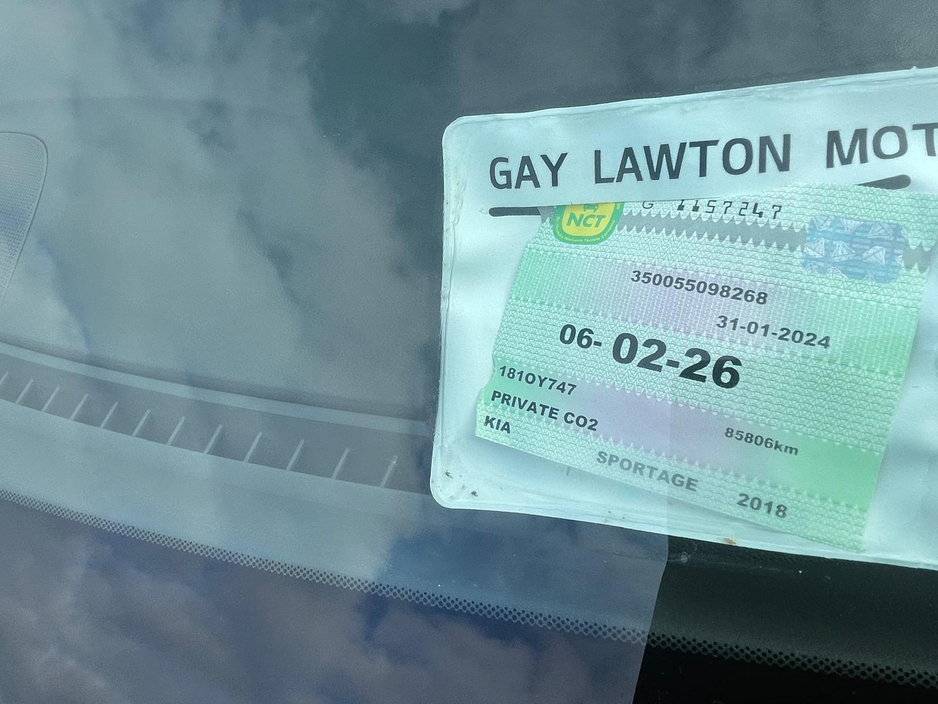 GAY LAWTON MOT
NCT
350055098268
31-01-2024
06-02-26
181OY747
PRIVATE CO2
85806km
KIA
SPORTAGE
2018